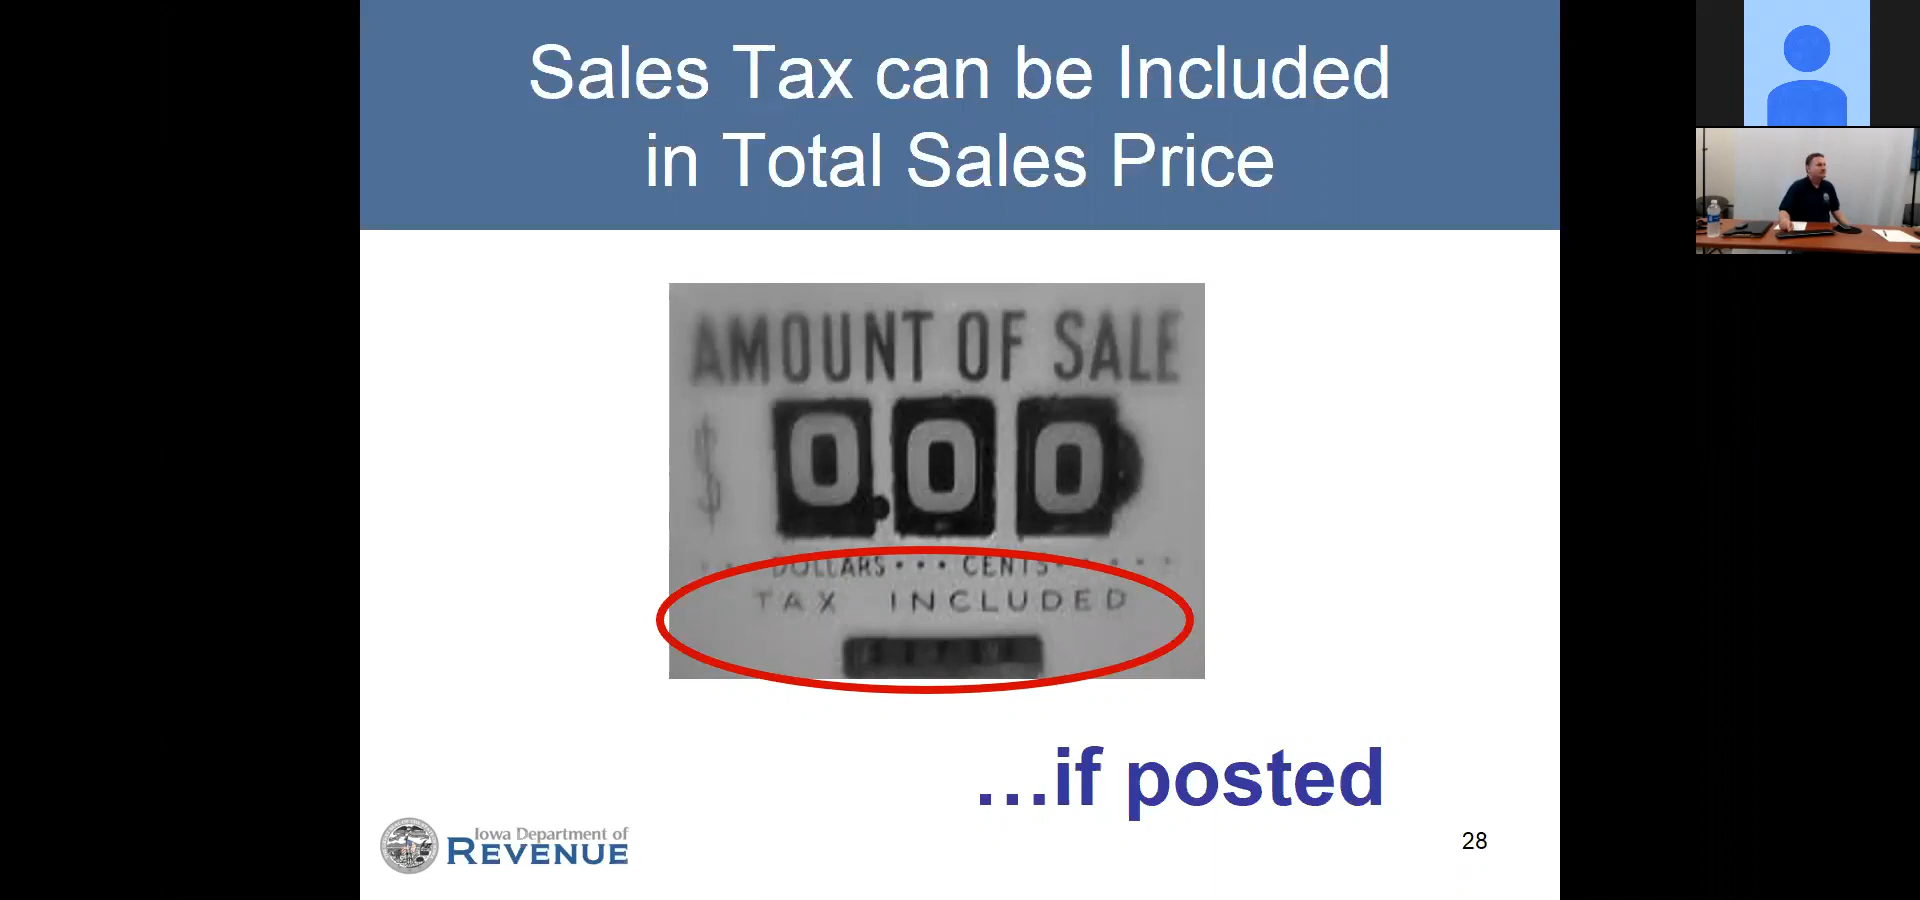 Sales Tax can be Included
in Total Sales Price
AMOUNT OF SALE
$ 0.00
DOLLARS • • • CENTS
TAX INCLUDED
...if posted
Iowa Department of
REVENUE
28